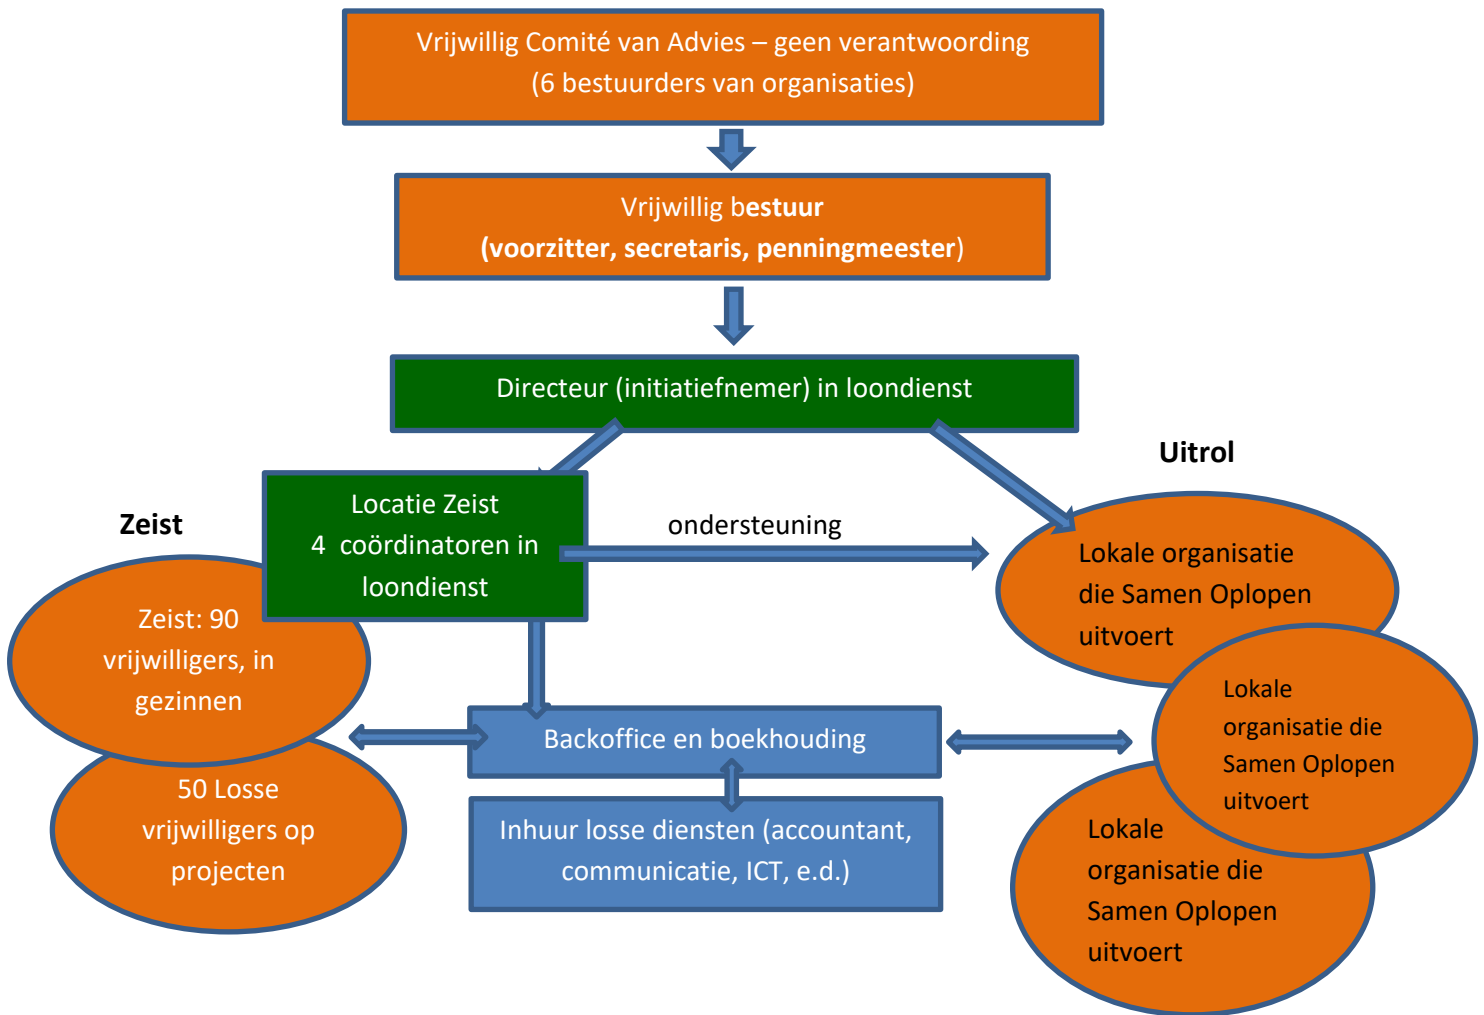 Vrijwillig Comité van Advies – geen verantwoording
(6 bestuurders van organisaties)
Vrijwillig bestuur
(voorzitter, secretaris, penningmeester)
Directeur (initiatiefnemer) in loondienst
Uitrol
Zeist
Locatie Zeist
4 coördinatoren in
loondienst
ondersteuning
Lokale organisatie
die Samen Oplopen
uitvoert
Zeist: 90
vrijwilligers, in
gezinnen
Lokale
organisatie die
Samen Oplopen
uitvoert
Backoffice en boekhouding
50 Losse
vrijwilligers op
projecten
Inhuur losse diensten (accountant,
communicatie, ICT, e.d.)
Lokale
organisatie die
Samen Oplopen
uitvoert